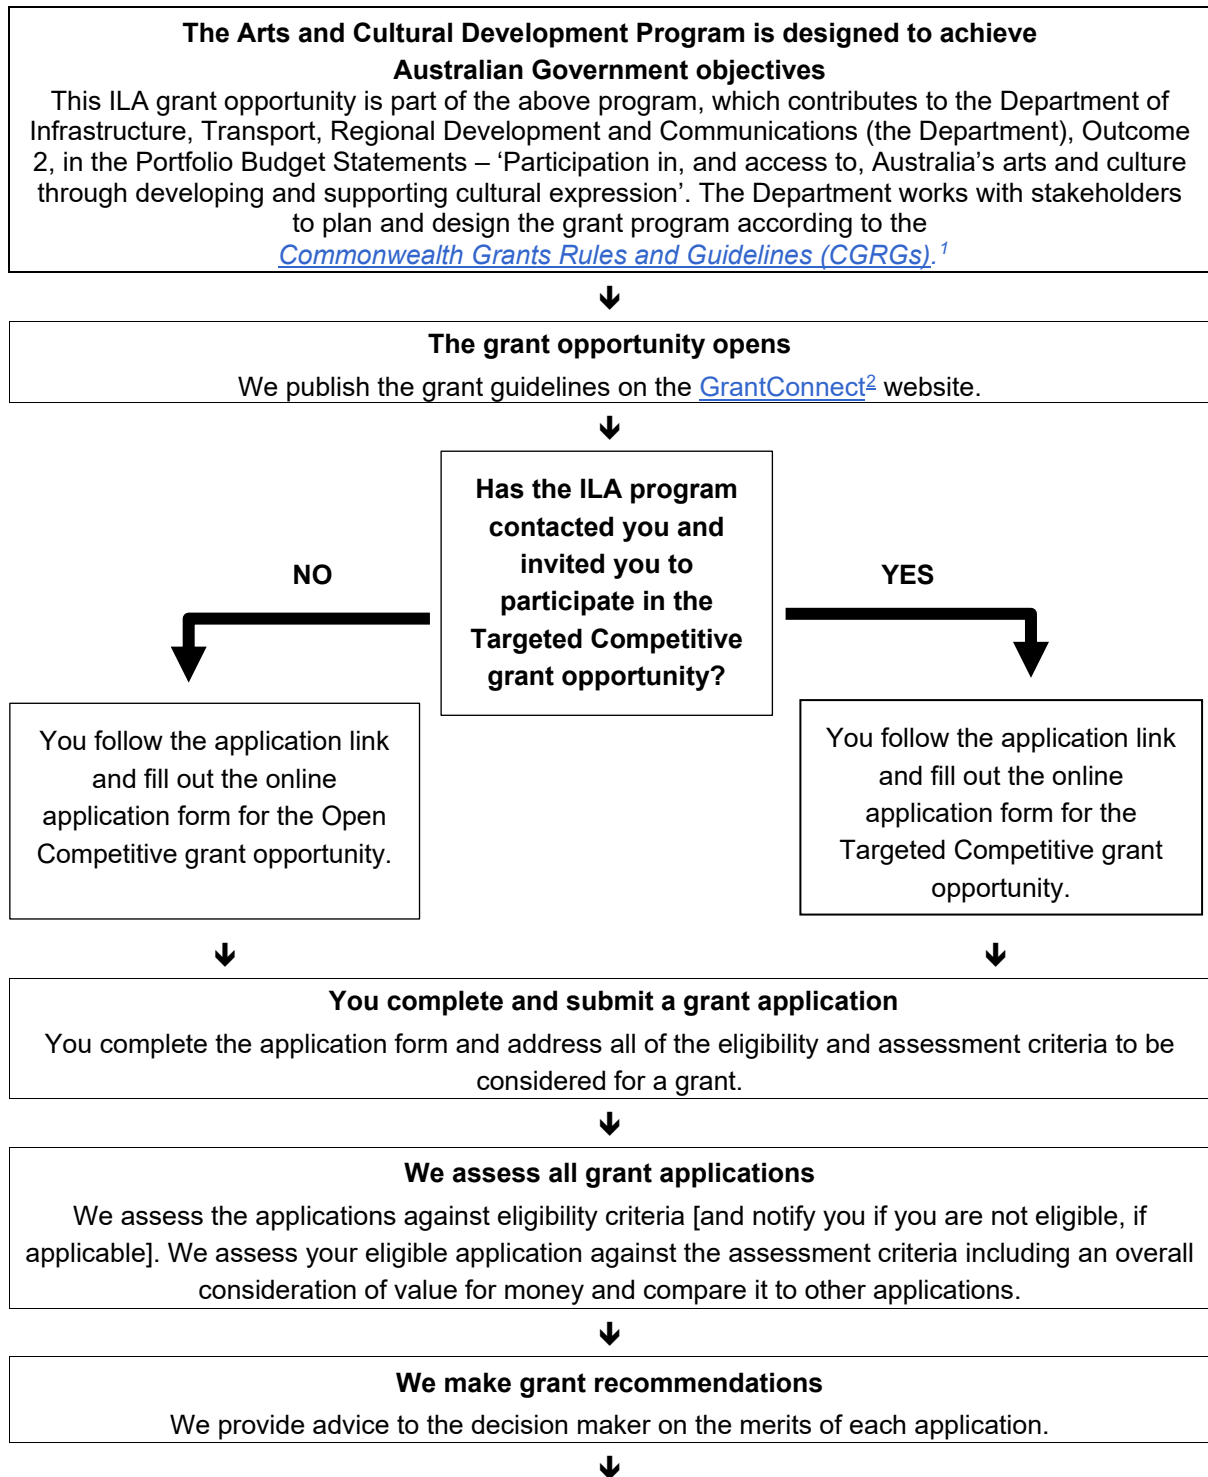 The Arts and Cultural Development Program is designed to achieve
Australian Government objectives
This ILA grant opportunity is part of the above program, which contributes to the Department of
Infrastructure, Transport, Regional Development and Communications (the Department), Outcome
2, in the Portfolio Budget Statements – ‘Participation in, and access to, Australia’s arts and culture
through developing and supporting cultural expression’. The Department works with stakeholders
to plan and design the grant program according to the
Commonwealth Grants Rules and Guidelines (CGRGs).1
The grant opportunity opens
We publish the grant guidelines on the GrantConnect2 website.
Has the ILA program
contacted you and
invited you to
participate in the
Targeted Competitive
grant opportunity?
NO
YES
You follow the application link
and fill out the online
application form for the Open
Competitive grant opportunity.
You follow the application link
and fill out the online
application form for the
Targeted Competitive grant
opportunity.
You complete and submit a grant application
You complete the application form and address all of the eligibility and assessment criteria to be
considered for a grant.
We assess all grant applications
We assess the applications against eligibility criteria [and notify you if you are not eligible, if
applicable]. We assess your eligible application against the assessment criteria including an overall
consideration of value for money and compare it to other applications.
We make grant recommendations
We provide advice to the decision maker on the merits of each application.